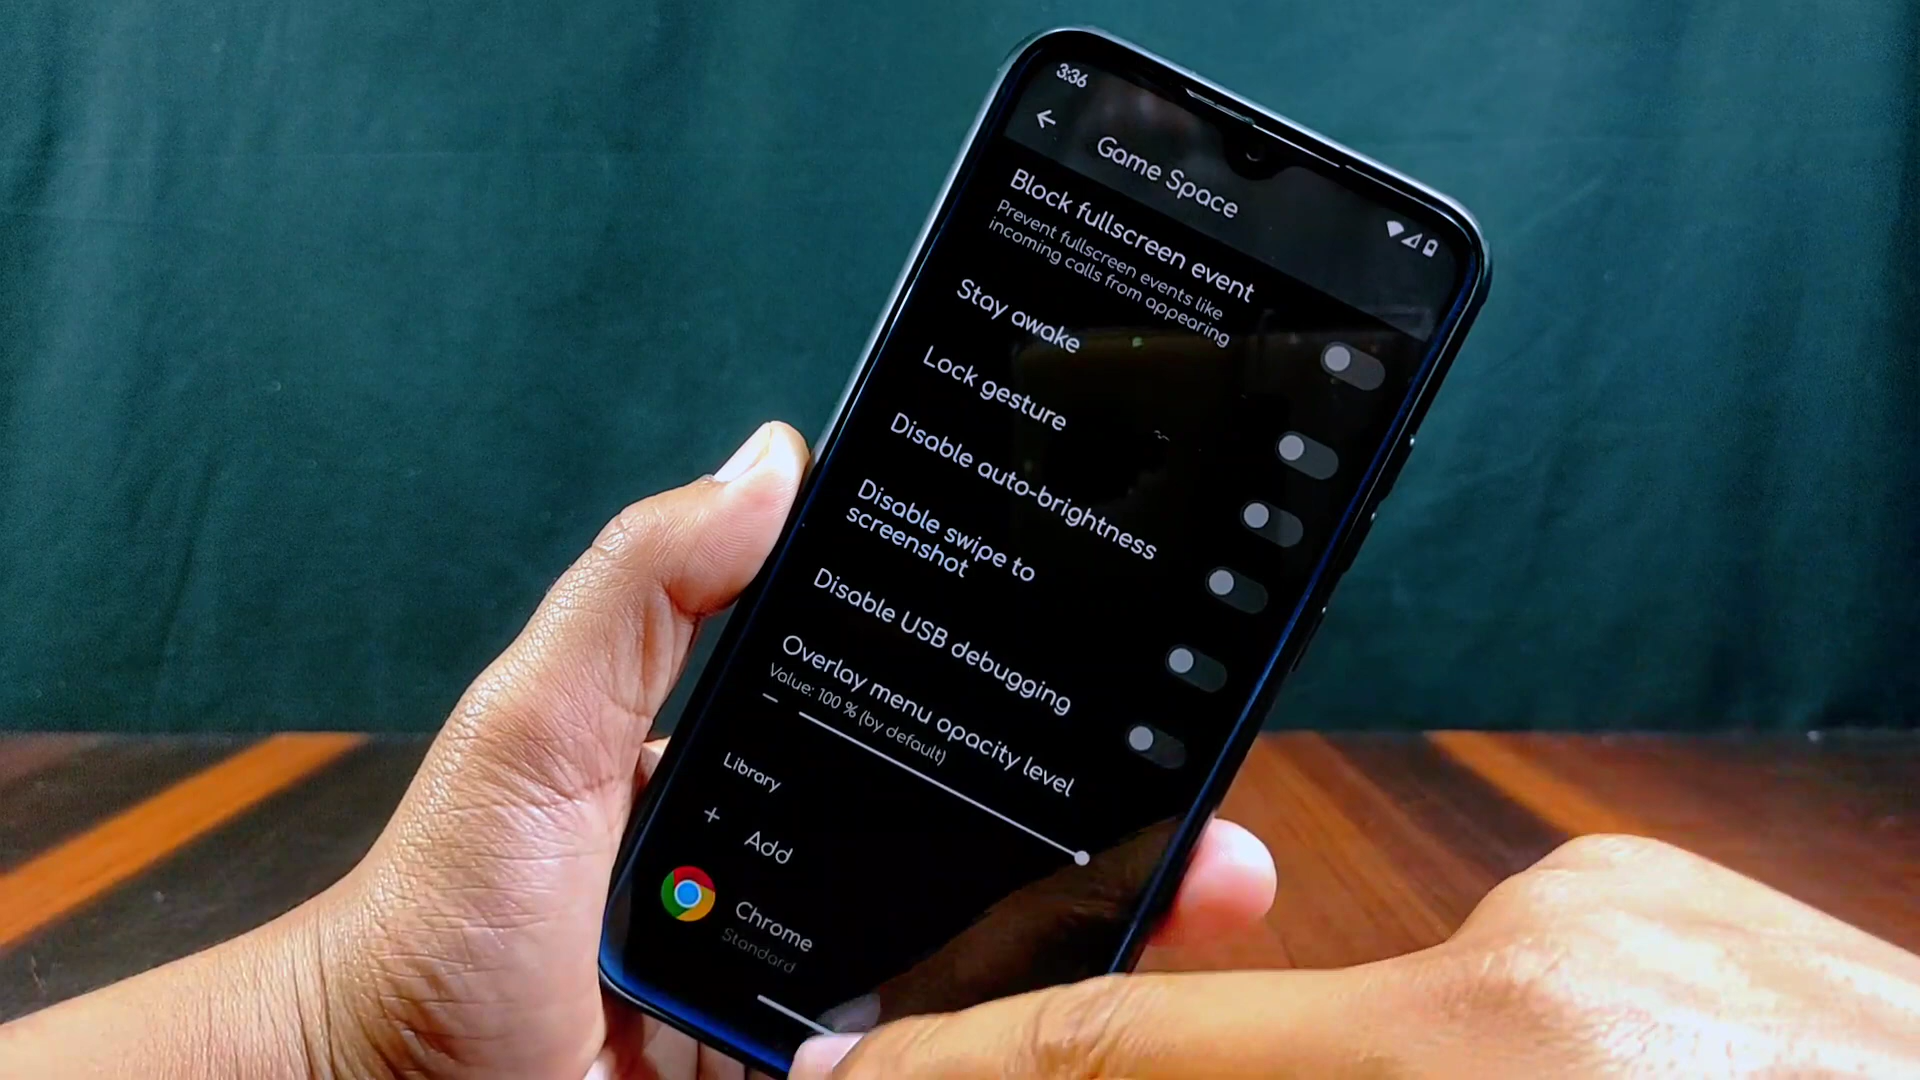 3:36
Game Space
Block fullscreen event
Prevent fullscreen events like
incoming calls from appearing
Stay awake
Lock gesture
Disable auto-brightness
Disable swipe to
screenshot
Disable USB debugging
Overlay menu opacity level
Value: 100 % (by default)
Library
Add
Chrome
Standard